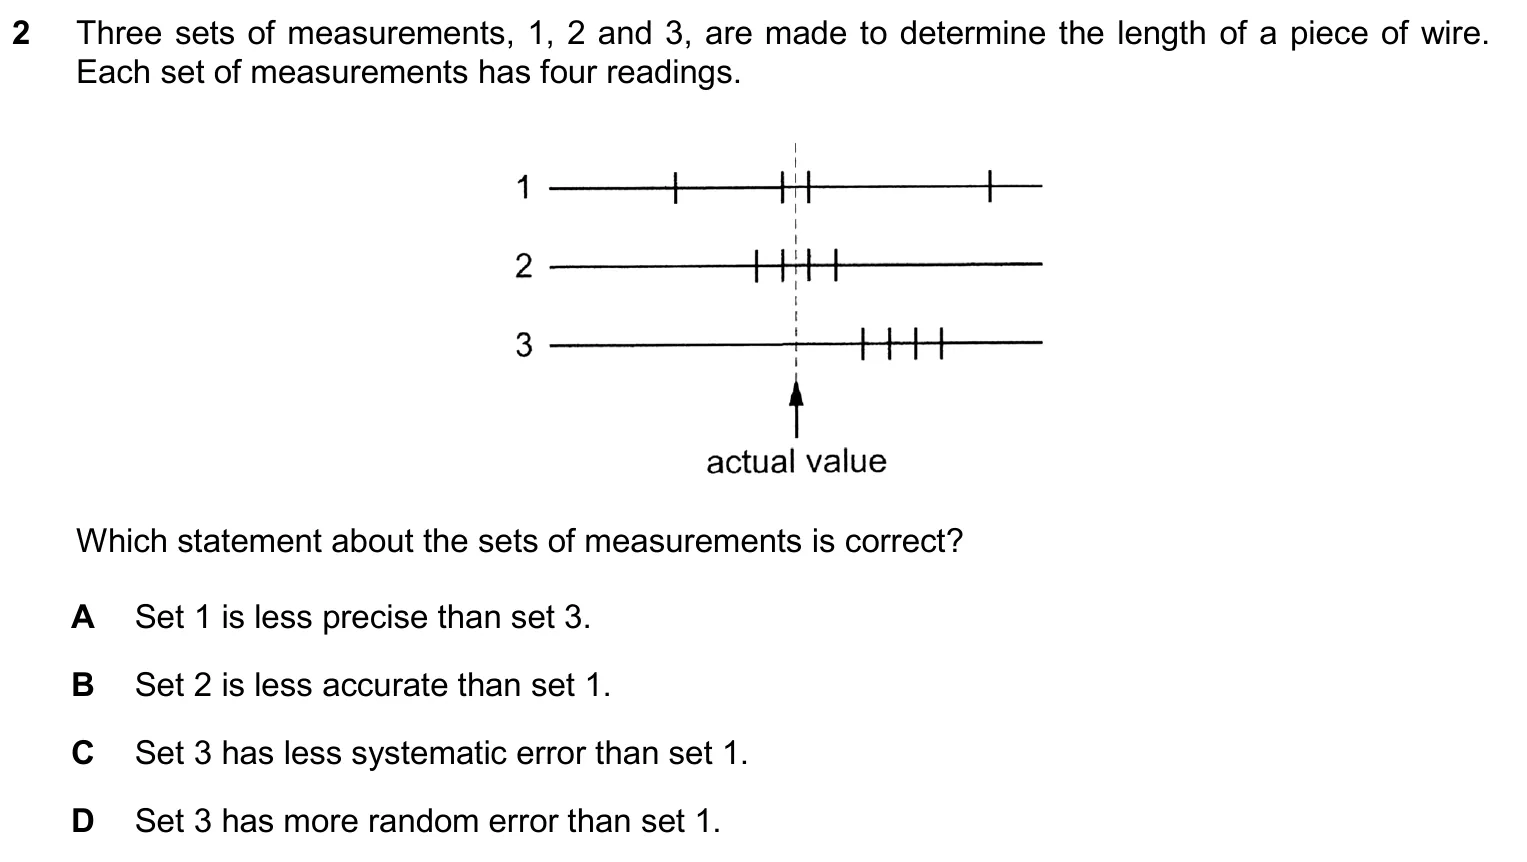 2 Three sets of measurements, 1, 2 and 3, are made to determine the length of a piece of wire.
Each set of measurements has four readings.
1
2
3
actual value
Which statement about the sets of measurements is correct?
A Set 1 is less precise than set 3.
B Set 2 is less accurate than set 1.
C Set 3 has less systematic error than set 1.
D Set 3 has more random error than set 1.